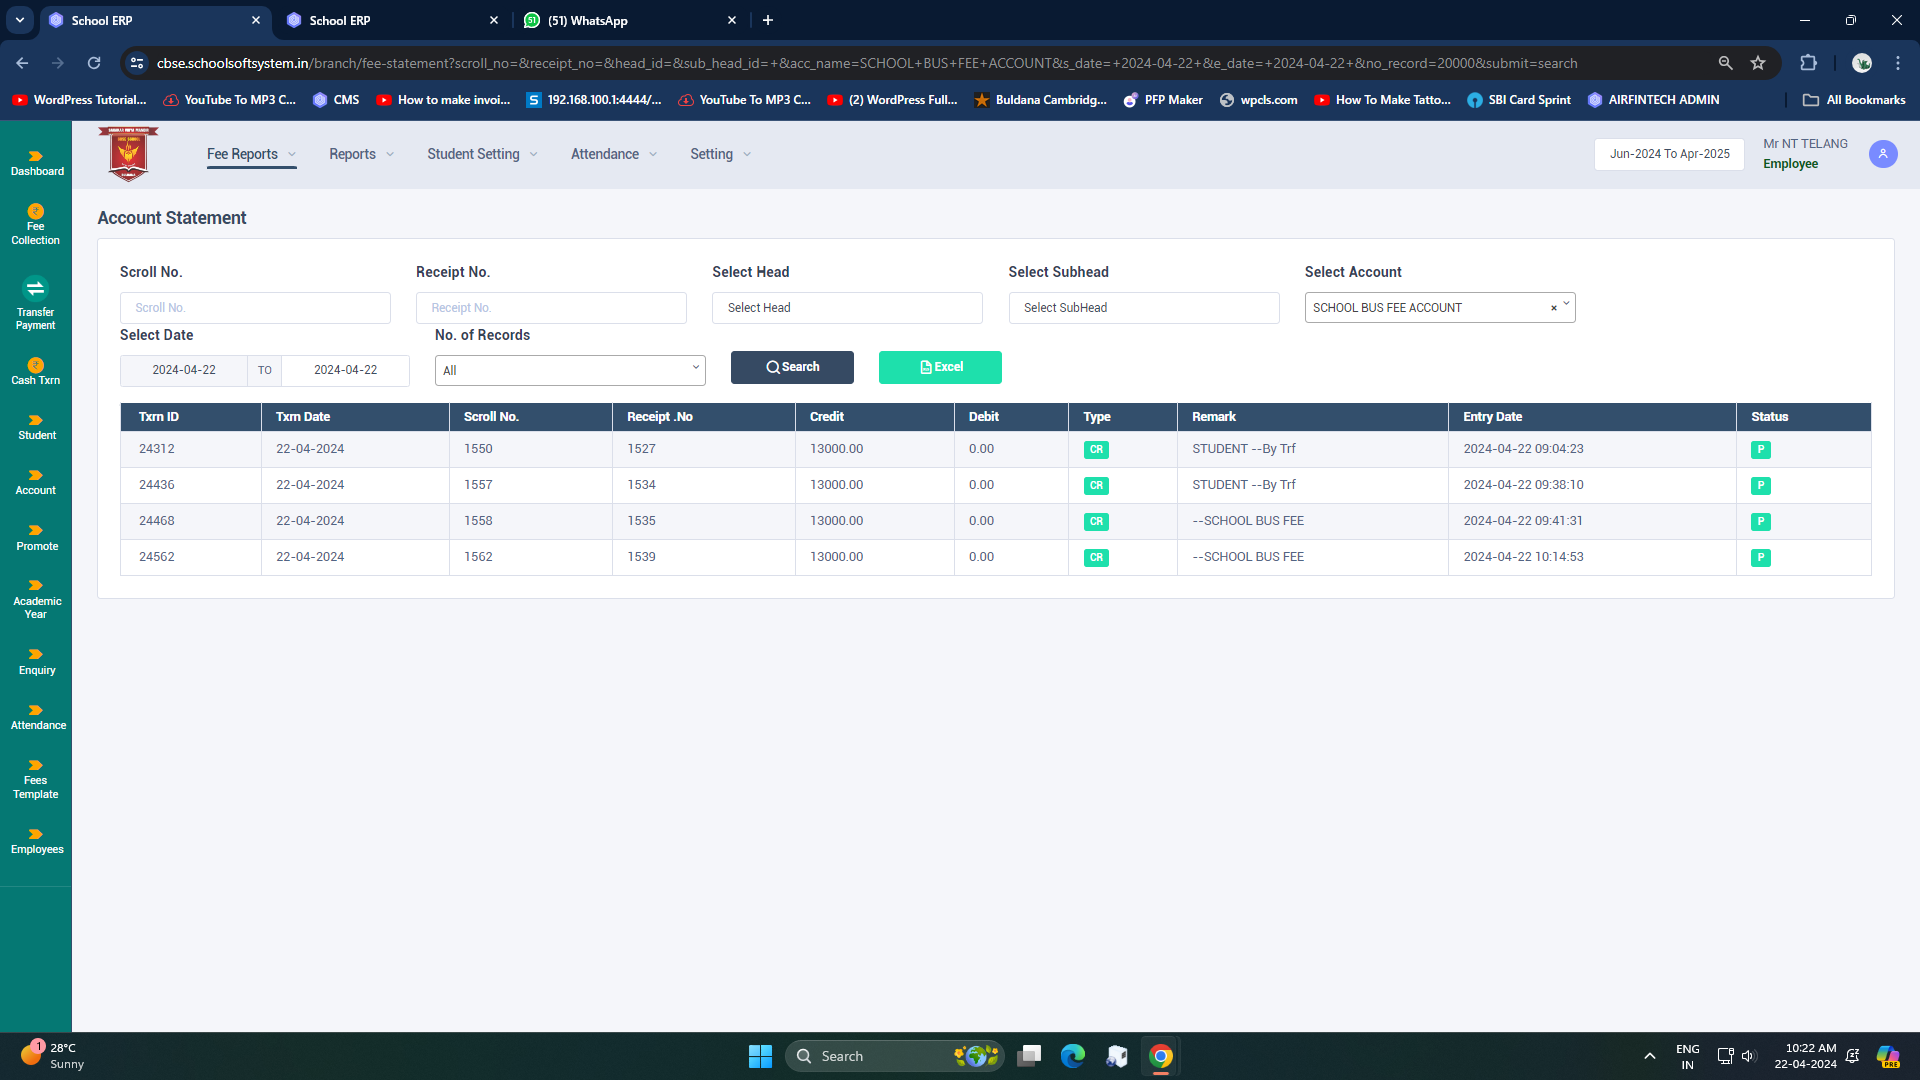 School ERP
School ERP
(51) WhatsApp
cbse.schoolsoftsystem.in/branch/fee-statement?scroll_no=&receipt_no=&head_id=&sub_head_id=+&acc_name=SCHOOL+BUS+FEE+ACCOUNT&s_date=+2024-04-22+&e_date=+2024-04-22+&no_record=20000&submit=search
WordPress Tutorial...
YouTube To MP3 C...
CMS
How to make invoi...
192.168.100.1:4444/...
YouTube To MP3 C...
(2) WordPress Full...
Buldana Cambridg...
PFP Maker
wpcls.com
How To Make Tatto...
SBI Card Sprint
AIRFINTECH ADMIN
All Bookmarks
Dashboard
Fee
Collection
Transfer
Payment
Cash Txrn
Student
Account
Promote
Academic
Year
Enquiry
Attendance
Fees
Template
Employees
Fee Reports
Reports
Student Setting
Attendance
Setting
Jun-2024 To Apr-2025
Mr NT TELANG
Employee
Account Statement
Scroll No. Receipt No. Select Head Select Subhead Select Account
Scroll No. Receipt No. Select Head Select SubHead SCHOOL BUS FEE ACCOUNT ×
Select Date No. of Records
2024-04-22 TO 2024-04-22 All Search Excel
Txrn ID Txrn Date Scroll No. Receipt .No Credit Debit Type Remark Entry Date Status
24312 22-04-2024 1550 1527 13000.00 0.00 CR STUDENT --By Trf 2024-04-22 09:04:23 P
24436 22-04-2024 1557 1534 13000.00 0.00 CR STUDENT --By Trf 2024-04-22 09:38:10 P
24468 22-04-2024 1558 1535 13000.00 0.00 CR --SCHOOL BUS FEE 2024-04-22 09:41:31 P
24562 22-04-2024 1562 1539 13000.00 0.00 CR --SCHOOL BUS FEE 2024-04-22 10:14:53 P
1
28°C
Sunny
Search
ENG
IN
10:22 AM
22-04-2024
PRE